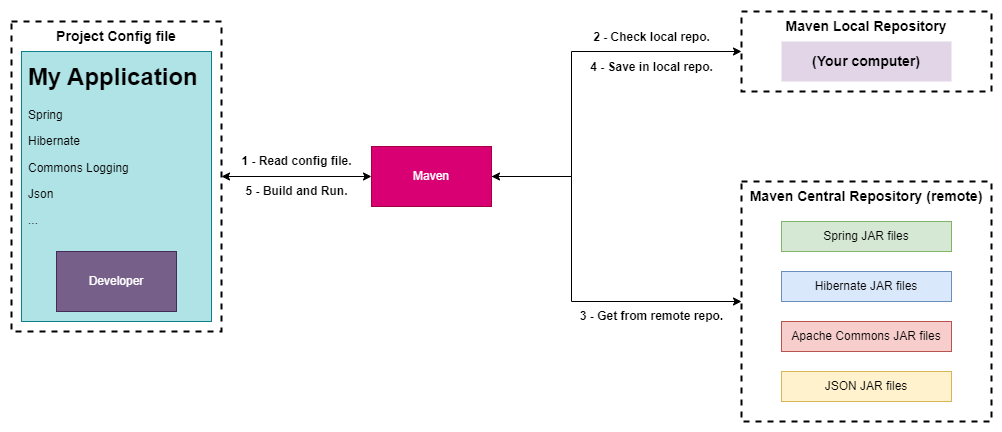 Project Config file
My Application
Spring
Hibernate
Commons Logging
Json
...
Developer
1 - Read config file.
5 - Build and Run.
Maven
2 - Check local repo.
4 - Save in local repo.
3 - Get from remote repo.
Maven Local Repository
(Your computer)
Maven Central Repository (remote)
Spring JAR files
Hibernate JAR files
Apache Commons JAR files
JSON JAR files